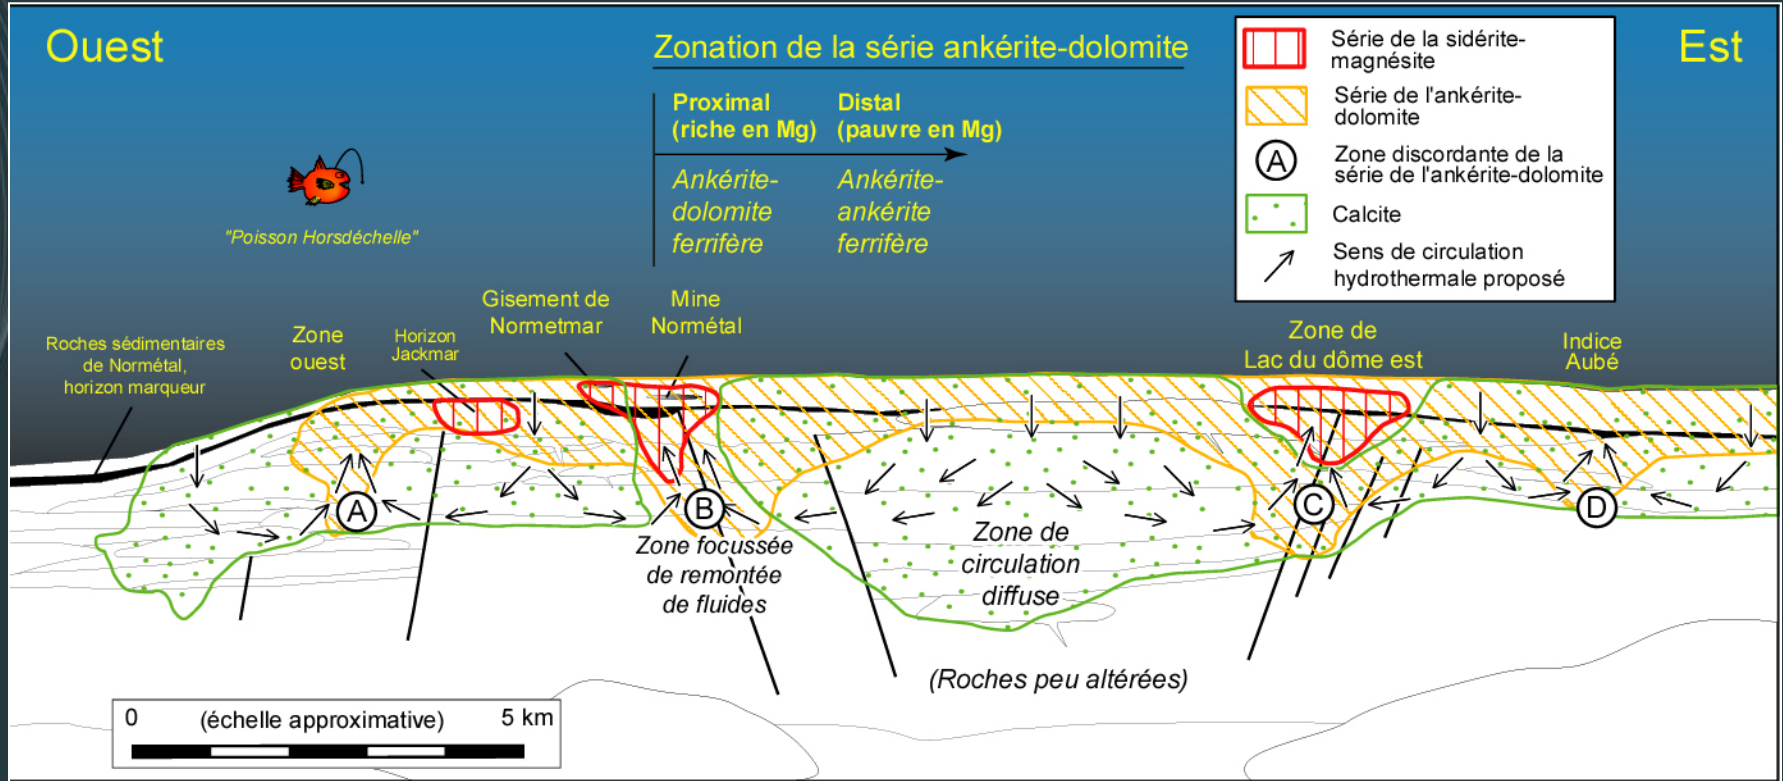 Ouest
Zonation de la série ankérite-dolomite
Est
Proximal
(riche en Mg)
Distal
(pauvre en Mg)
Ankérite-
dolomite
ferrifère
Ankérite-
ankérite
ferrifère
Série de la sidérite-
magnésite
Série de l'ankérite-
dolomite
A
Zone discordante de la
série de l'ankérite-dolomite
Calcite
Sens de circulation
hydrothermale proposé
"Poisson Horsdéchelle"
Roches sédimentaires
de Normétal,
horizon marqueur
Zone
ouest
Horizon
Jackmar
Gisement de
Normetmar
Mine
Normétal
Zone de
Lac du dôme est
Indice
Aubé
A
B
C
D
Zone focussée
de remontée
de fluides
Zone de
circulation
diffuse
(Roches peu altérées)
0 (échelle approximative) 5 km